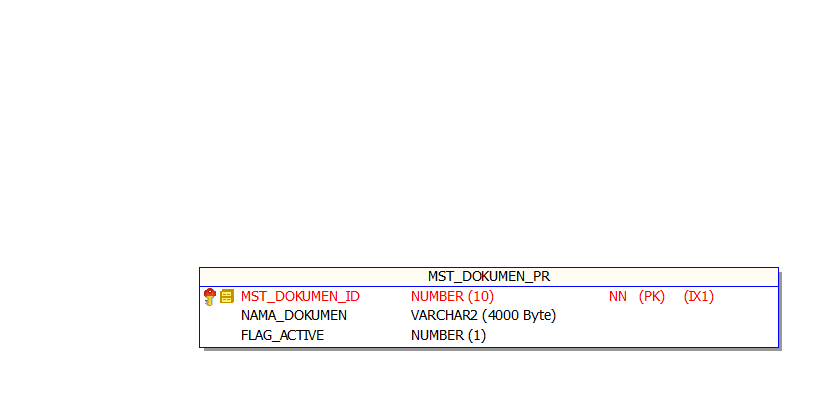 MST_DOKUMEN_PR
MST_DOKUMEN_ID NUMBER (10) NN (PK) (IX1)
NAMA_DOKUMEN VARCHAR2 (4000 Byte)
FLAG_ACTIVE NUMBER (1)